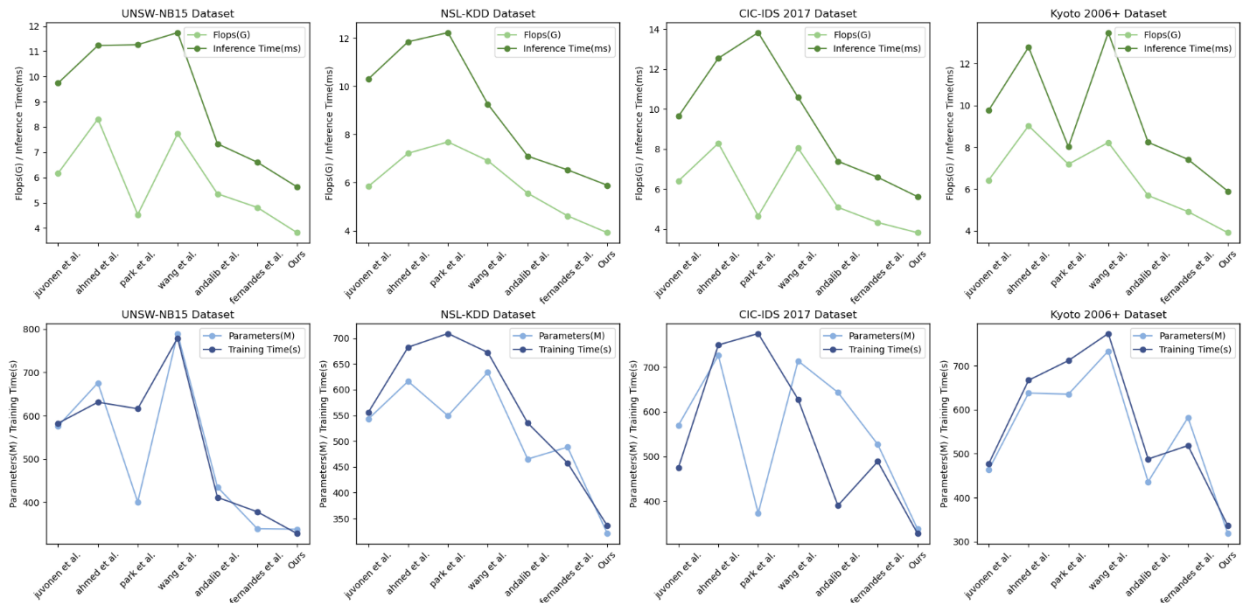 UNSW-NB15 Dataset
Flops(G) / Inference Time(ms)
12
11
10
9
8
7
6
5
4
Flops(G)
Inference Time(ms)
juvonen et al.
ahmed et al.
park et al.
wang et al.
andalib et al.
fernandes et al.
Ours
NSL-KDD Dataset
Flops(G) / Inference Time(ms)
12
10
8
6
4
Flops(G)
Inference Time(ms)
juvonen et al.
ahmed et al.
park et al.
wang et al.
andalib et al.
fernandes et al.
Ours
CIC-IDS 2017 Dataset
Flops(G) / Inference Time(ms)
14
12
10
8
6
4
Flops(G)
Inference Time(ms)
juvonen et al.
ahmed et al.
park et al.
wang et al.
andalib et al.
fernandes et al.
Ours
Kyoto 2006+ Dataset
Flops(G) / Inference Time(ms)
12
10
8
6
4
Flops(G)
Inference Time(ms)
juvonen et al.
ahmed et al.
park et al.
wang et al.
andalib et al.
fernandes et al.
Ours
UNSW-NB15 Dataset
Parameters(M) / Training Time(s)
800
700
600
500
400
Parameters(M)
Training Time(s)
juvonen et al.
ahmed et al.
park et al.
wang et al.
andalib et al.
fernandes et al.
Ours
NSL-KDD Dataset
Parameters(M) / Training Time(s)
700
650
600
550
500
450
400
350
Parameters(M)
Training Time(s)
juvonen et al.
ahmed et al.
park et al.
wang et al.
andalib et al.
fernandes et al.
Ours
CIC-IDS 2017 Dataset
Parameters(M) / Training Time(s)
700
600
500
400
Parameters(M)
Training Time(s)
juvonen et al.
ahmed et al.
park et al.
wang et al.
andalib et al.
fernandes et al.
Ours
Kyoto 2006+ Dataset
Parameters(M) / Training Time(s)
700
600
500
400
300
Parameters(M)
Training Time(s)
juvonen et al.
ahmed et al.
park et al.
wang et al.
andalib et al.
fernandes et al.
Ours